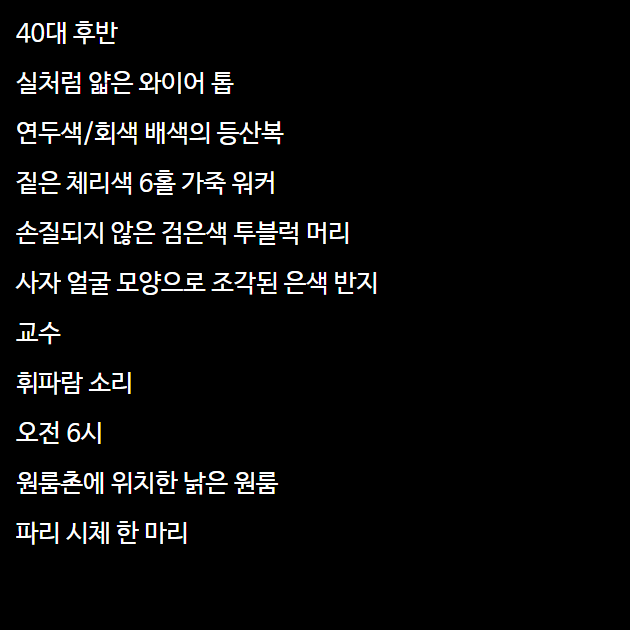 40대 후반
실처럼 얇은 와이어 톱
연두색/회색 배색의 등산복
짙은 체리색 6홀 가죽 워커
손질되지 않은 검은색 투블럭 머리
사자 얼굴 모양으로 조각된 은색 반지
교수
휘파람 소리
오전 6시
원룸촌에 위치한 낡은 원룸
파리 시체 한 마리